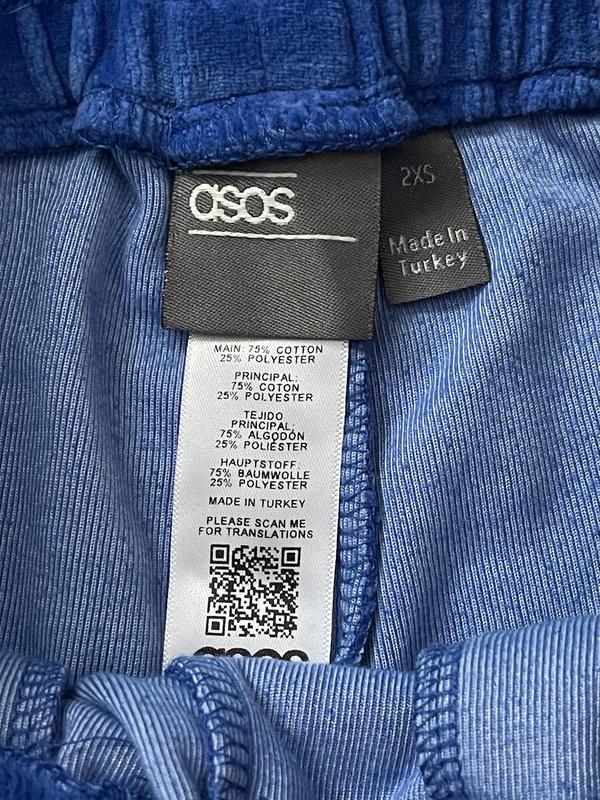 asos
2XS
Made In
Turkey
MAIN: 75% COTTON
25% POLYESTER
PRINCIPAL:
75% COTON
25% POLYESTER
TEJIDO
PRINCIPAL:
75% ALGODÓN
25% POLIÉSTER
HAUPTSTOFF:
75% BAUMWOLLE
25% POLYESTER
MADE IN TURKEY
PLEASE SCAN ME
FOR TRANSLATIONS
asos